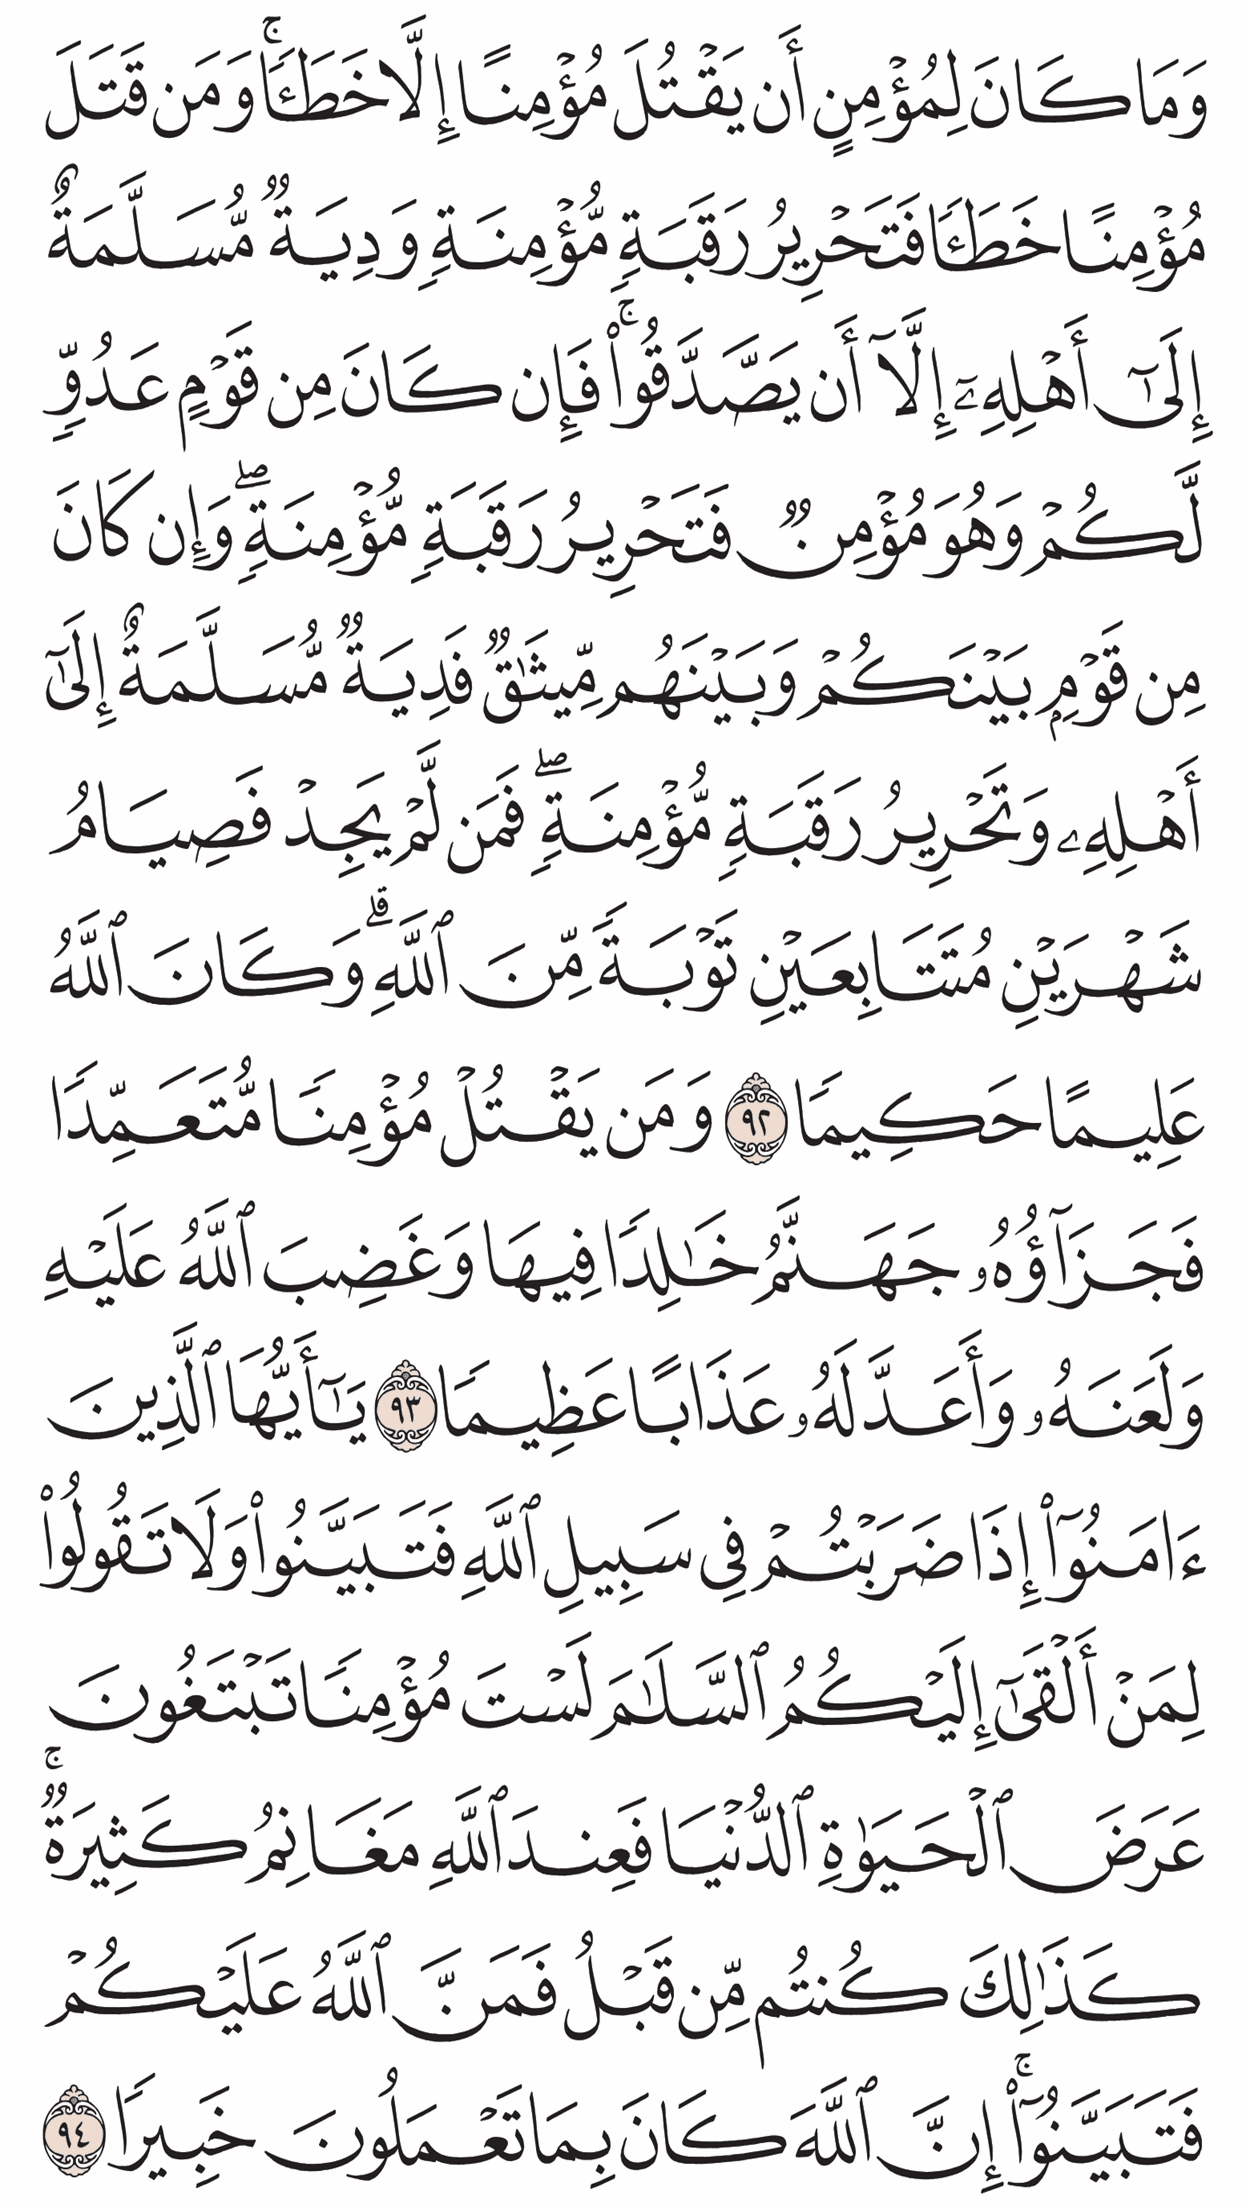 وَمَا كَانَ لِمُؤْمِنٍ أَن يَقْتُلَ مُؤْمِنًا إِلَّا خَطَـًٔا ۚ وَمَن قَتَلَ
مُؤْمِنًا خَطَـًٔا فَتَحْرِيرُ رَقَبَةٍ مُّؤْمِنَةٍ وَدِيَةٌ مُّسَلَّمَةٌ
إِلَىٰٓ أَهْلِهِۦٓ إِلَّآ أَن يَصَّدَّقُوا۟ ۚ فَإِن كَانَ مِن قَوْمٍ عَدُوٍّ
لَّكُمْ وَهُوَ مُؤْمِنٌ فَتَحْرِيرُ رَقَبَةٍ مُّؤْمِنَةٍ ۖ وَإِن كَانَ
مِن قَوْمٍۭ بَيْنَكُمْ وَبَيْنَهُم مِّيثَٰقٌ فَدِيَةٌ مُّسَلَّمَةٌ إِلَىٰٓ
أَهْلِهِۦ وَتَحْرِيرُ رَقَبَةٍ مُّؤْمِنَةٍ ۖ فَمَن لَّمْ يَجِدْ فَصِيَامُ
شَهْرَيْنِ مُتَتَابِعَيْنِ تَوْبَةً مِّنَ ٱللَّهِ ۗ وَكَانَ ٱللَّهُ
عَلِيمًا حَكِيمًا ٩٢ وَمَن يَقْتُلْ مُؤْمِنًا مُّتَعَمِّدًا
فَجَزَآؤُهُۥ جَهَنَّمُ خَٰلِدًا فِيهَا وَغَضِبَ ٱللَّهُ عَلَيْهِ
وَلَعَنَهُۥ وَأَعَدَّ لَهُۥ عَذَابًا عَظِيمًا ٩٣ يَٰٓأَيُّهَا ٱلَّذِينَ
ءَامَنُوٓا۟ إِذَا ضَرَبْتُمْ فِى سَبِيلِ ٱللَّهِ فَتَبَيَّنُوا۟ وَلَا تَقُولُوا۟
لِمَنْ أَلْقَىٰٓ إِلَيْكُمُ ٱلسَّلَٰمَ لَسْتَ مُؤْمِنًا تَبْتَغُونَ
عَرَضَ ٱلْحَيَوٰةِ ٱلدُّنْيَا فَعِندَ ٱللَّهِ مَغَانِمُ كَثِيرَةٌ ۚ
كَذَٰلِكَ كُنتُم مِّن قَبْلُ فَمَنَّ ٱللَّهُ عَلَيْكُمْ
فَتَبَيَّنُوٓا۟ ۚ إِنَّ ٱللَّهَ كَانَ بِمَا تَعْمَلُونَ خَبِيرًا ٩٤